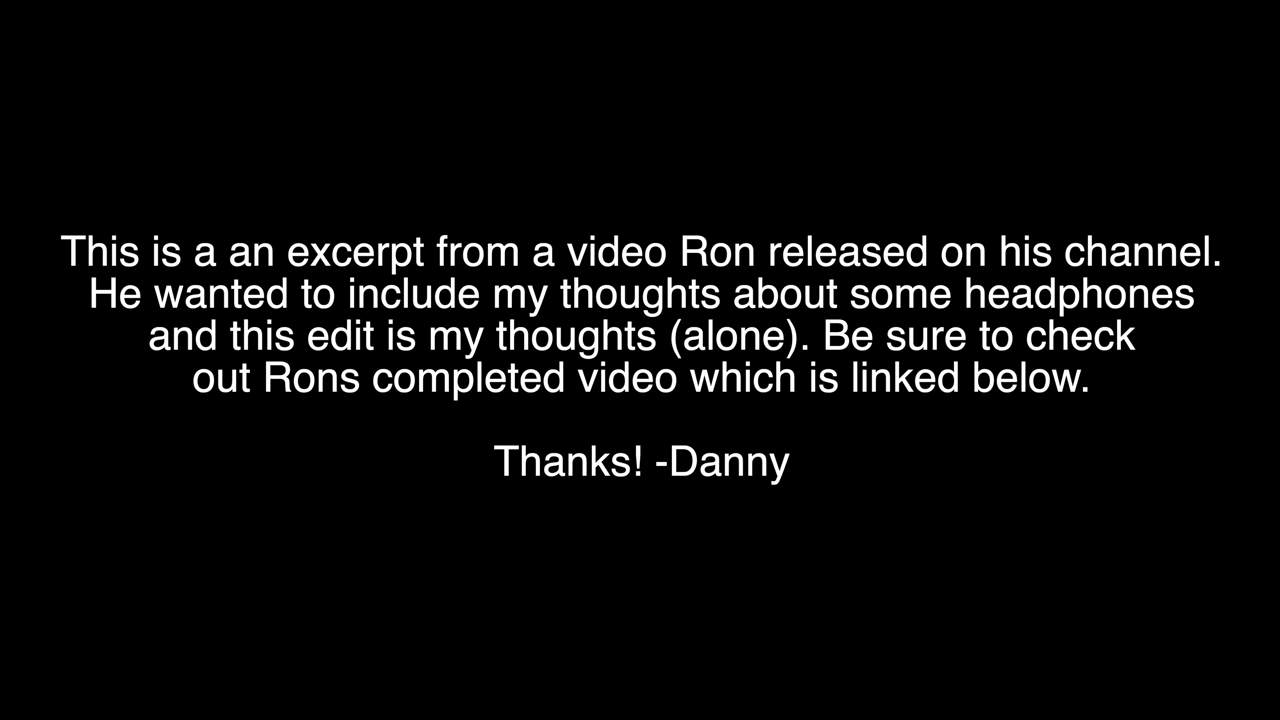 This is a an excerpt from a video Ron released on his channel.
He wanted to include my thoughts about some headphones
and this edit is my thoughts (alone). Be sure to check
out Rons completed video which is linked below.
Thanks! -Danny